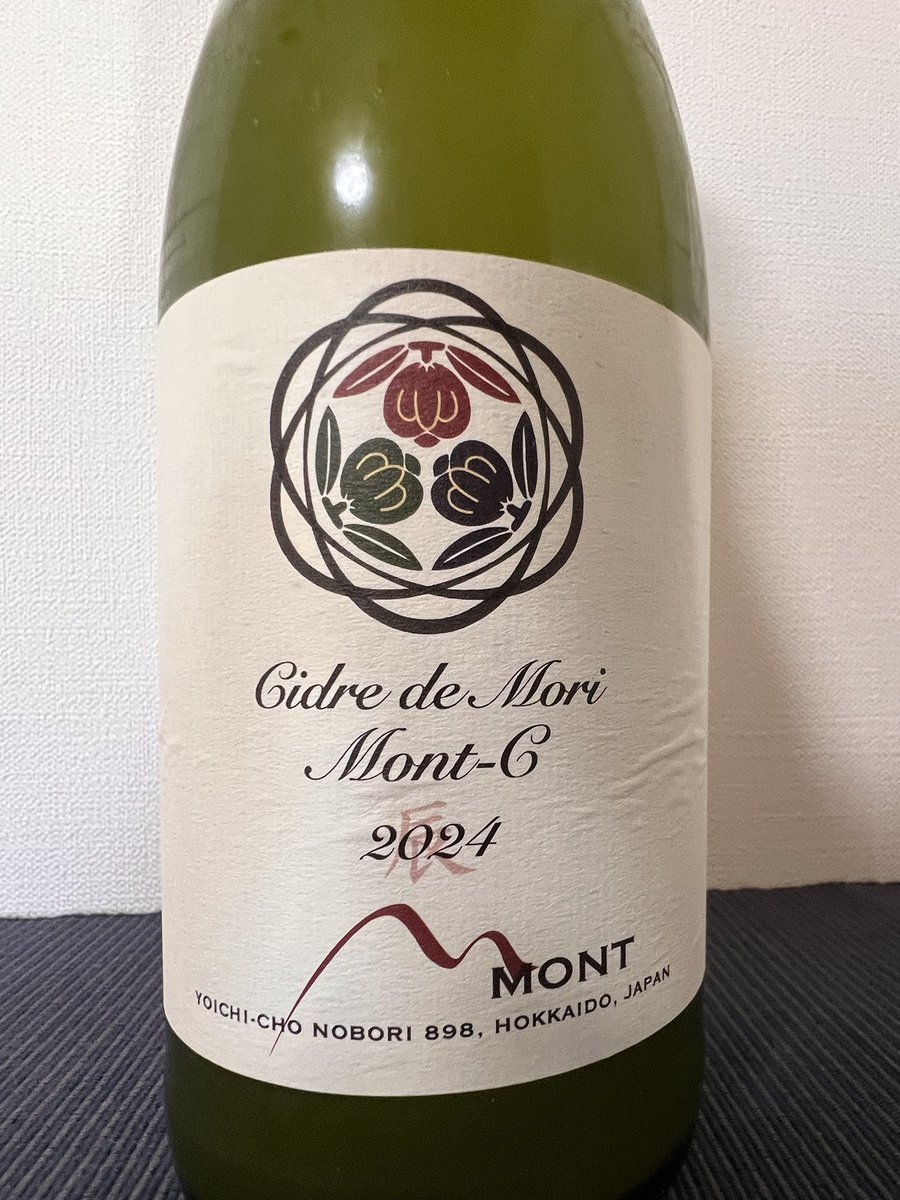 Cidre de Mori
Mont-C
2024
辰
MONT
YOICHI-CHO NOBORI 898, HOKKAIDO, JAPAN